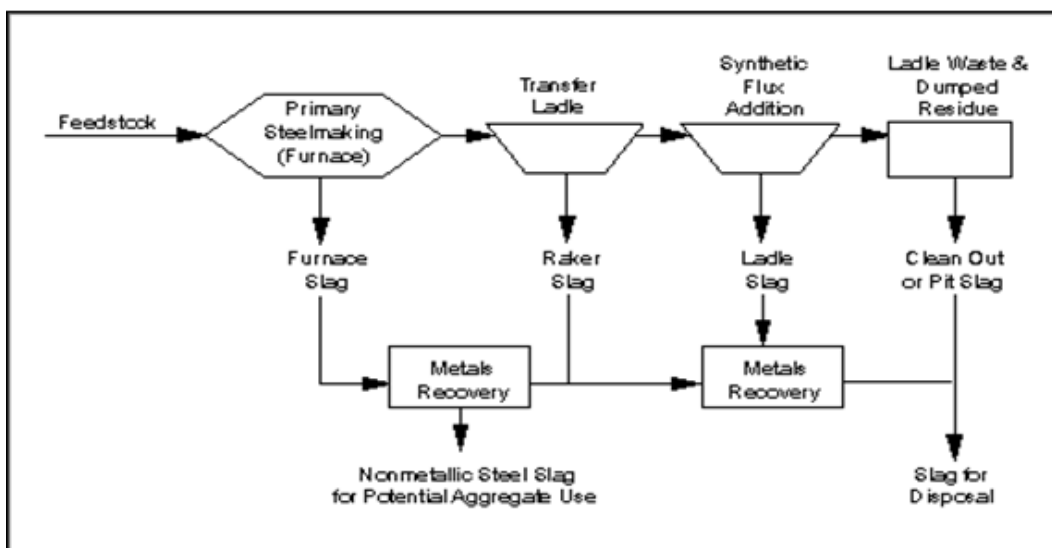 Feedstock
Primary
Steelmaking
(Furnace)
Transfer
Ladle
Synthetic
Flux
Addition
Ladle Waste &
Dumped
Residue
Furnace
Slag
Raker
Slag
Ladle
Slag
Clean Out
or Pit Slag
Metals
Recovery
Metals
Recovery
Nonmetallic Steel Slag
for Potential Aggregate Use
Slag for
Disposal